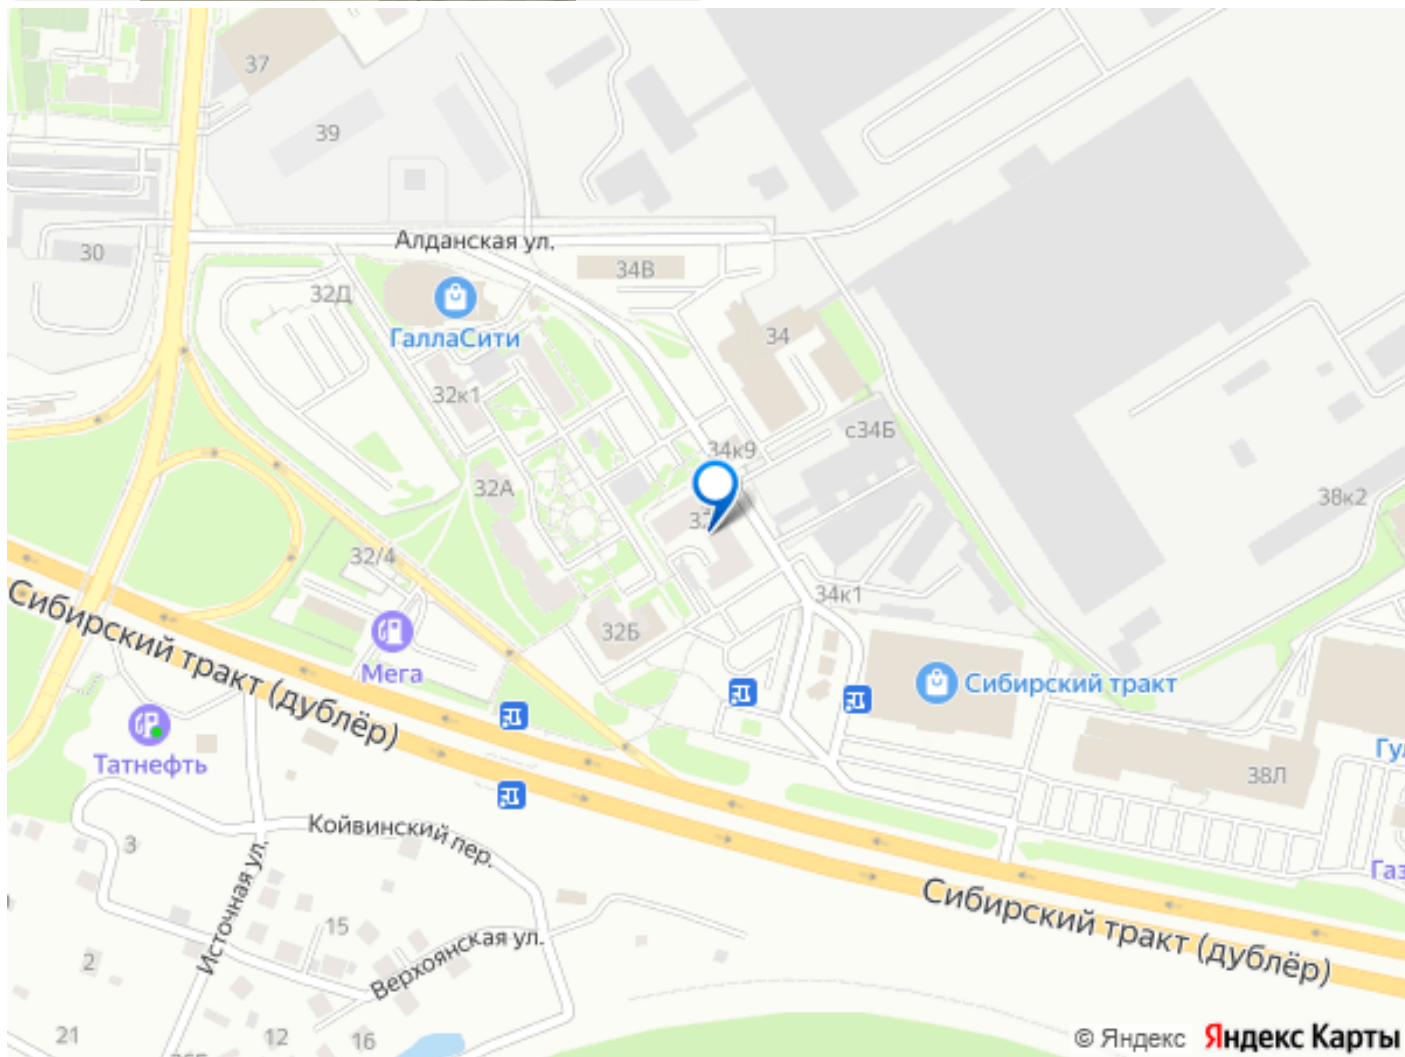 37
39
Алданская ул.
30
34В
32Д
ГаллаСити
34
32к1
с34Б
34к9
32А
38к2
32/4
34к1
32Б
Сибирский тракт (дублёр)
Мега
Сибирский тракт
Татнефть
38Л
Койвинский пер.
3
Источная ул.
15
Сибирский тракт (дублёр)
Верхоянская ул.
2
21
12
16
© Яндекс Яндекс Карты